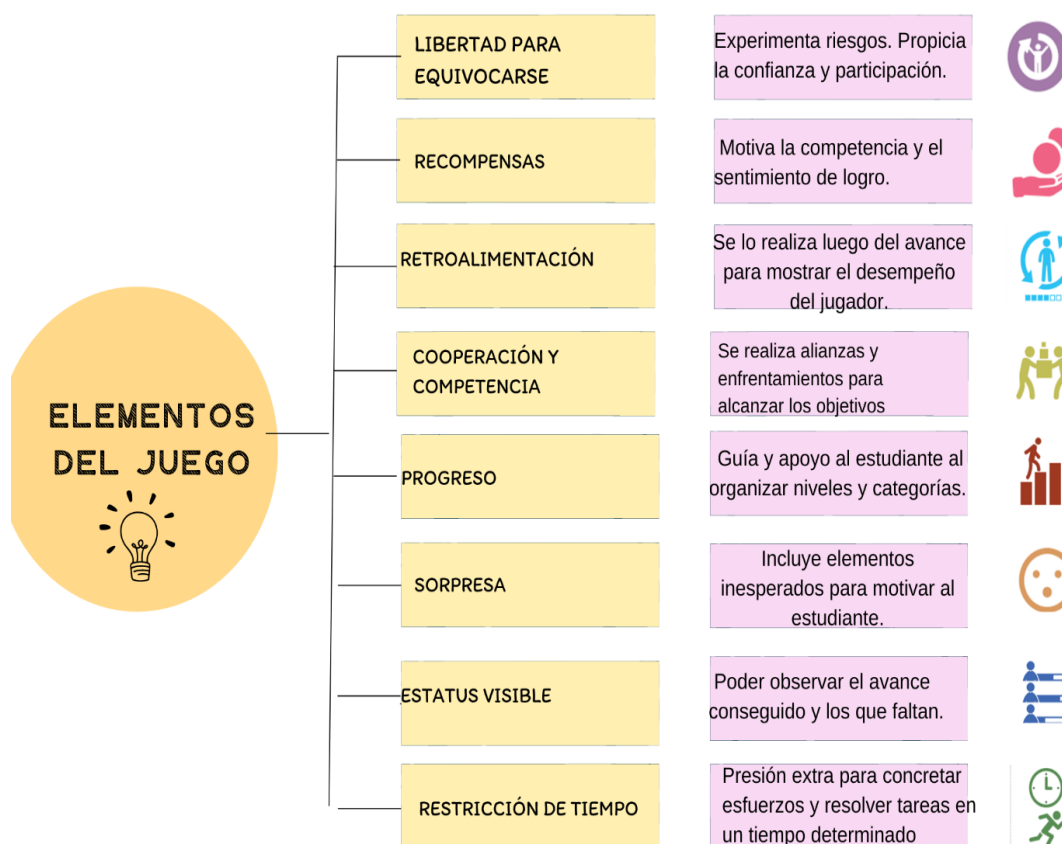 ELEMENTOS
DEL JUEGO
LIBERTAD PARA
EQUIVOCARSE
Experimenta riesgos. Propicia
la confianza y participación.
RECOMPENSAS
Motiva la competencia y el
sentimiento de logro.
RETROALIMENTACIÓN
Se lo realiza luego del avance
para mostrar el desempeño
del jugador.
COOPERACIÓN Y
COMPETENCIA
Se realiza alianzas y
enfrentamientos para
alcanzar los objetivos
PROGRESO
Guía y apoyo al estudiante al
organizar niveles y categorías.
SORPRESA
Incluye elementos
inesperados para motivar al
estudiante.
ESTATUS VISIBLE
Poder observar el avance
conseguido y los que faltan.
RESTRICCIÓN DE TIEMPO
Presión extra para concretar
esfuerzos y resolver tareas en
un tiempo determinado